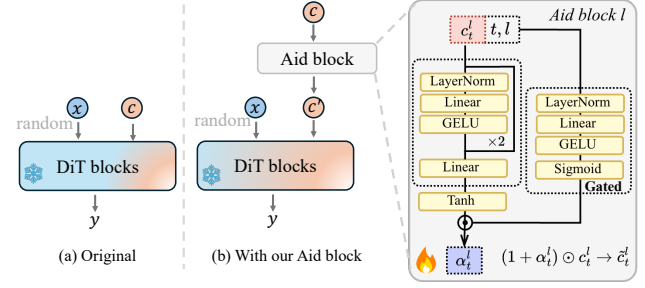 x
c
random
DiT blocks
y
(a) Original
c
Aid block
x
c'
random
DiT blocks
y
(b) With our Aid block
Aid block l
c_t^l t, l
LayerNorm
Linear
GELU
×2
Linear
Tanh
LayerNorm
Linear
GELU
Sigmoid
Gated
α_t^l
(1 + α_t^l) ⊙ c_t^l → c̃_t^l